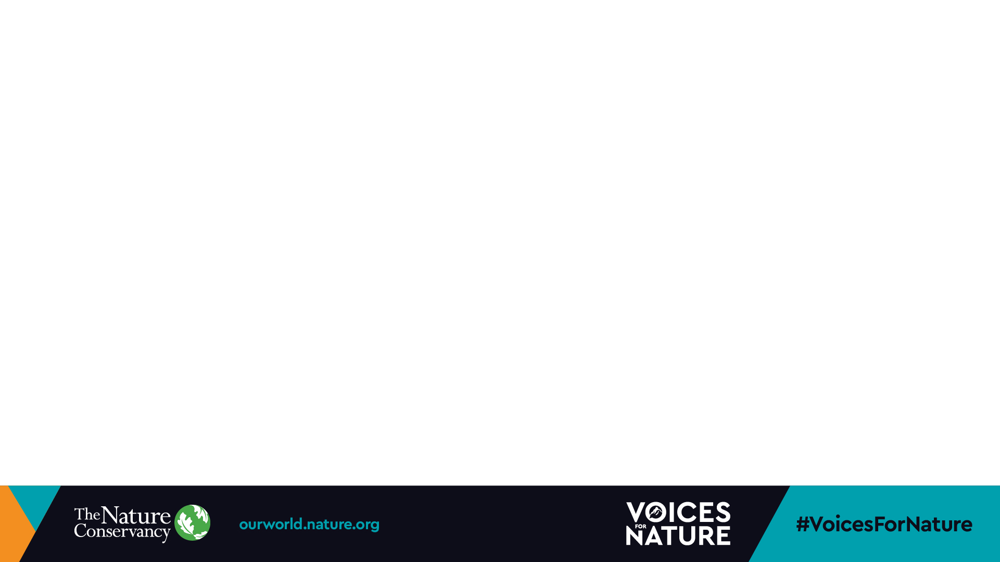 The Nature
Conservancy
ourworld.nature.org
VOICES
FOR
NATURE
#VoicesForNature